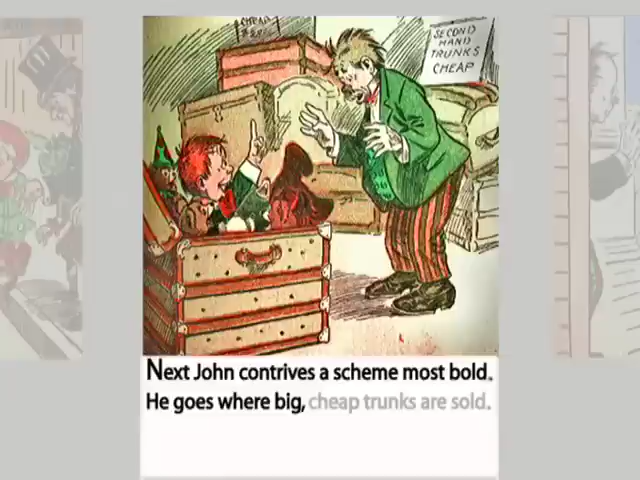 CHEAP
SECOND
HAND
TRUNKS
CHEAP
Next John contrives a scheme most bold.
He goes where big, cheap trunks are sold.